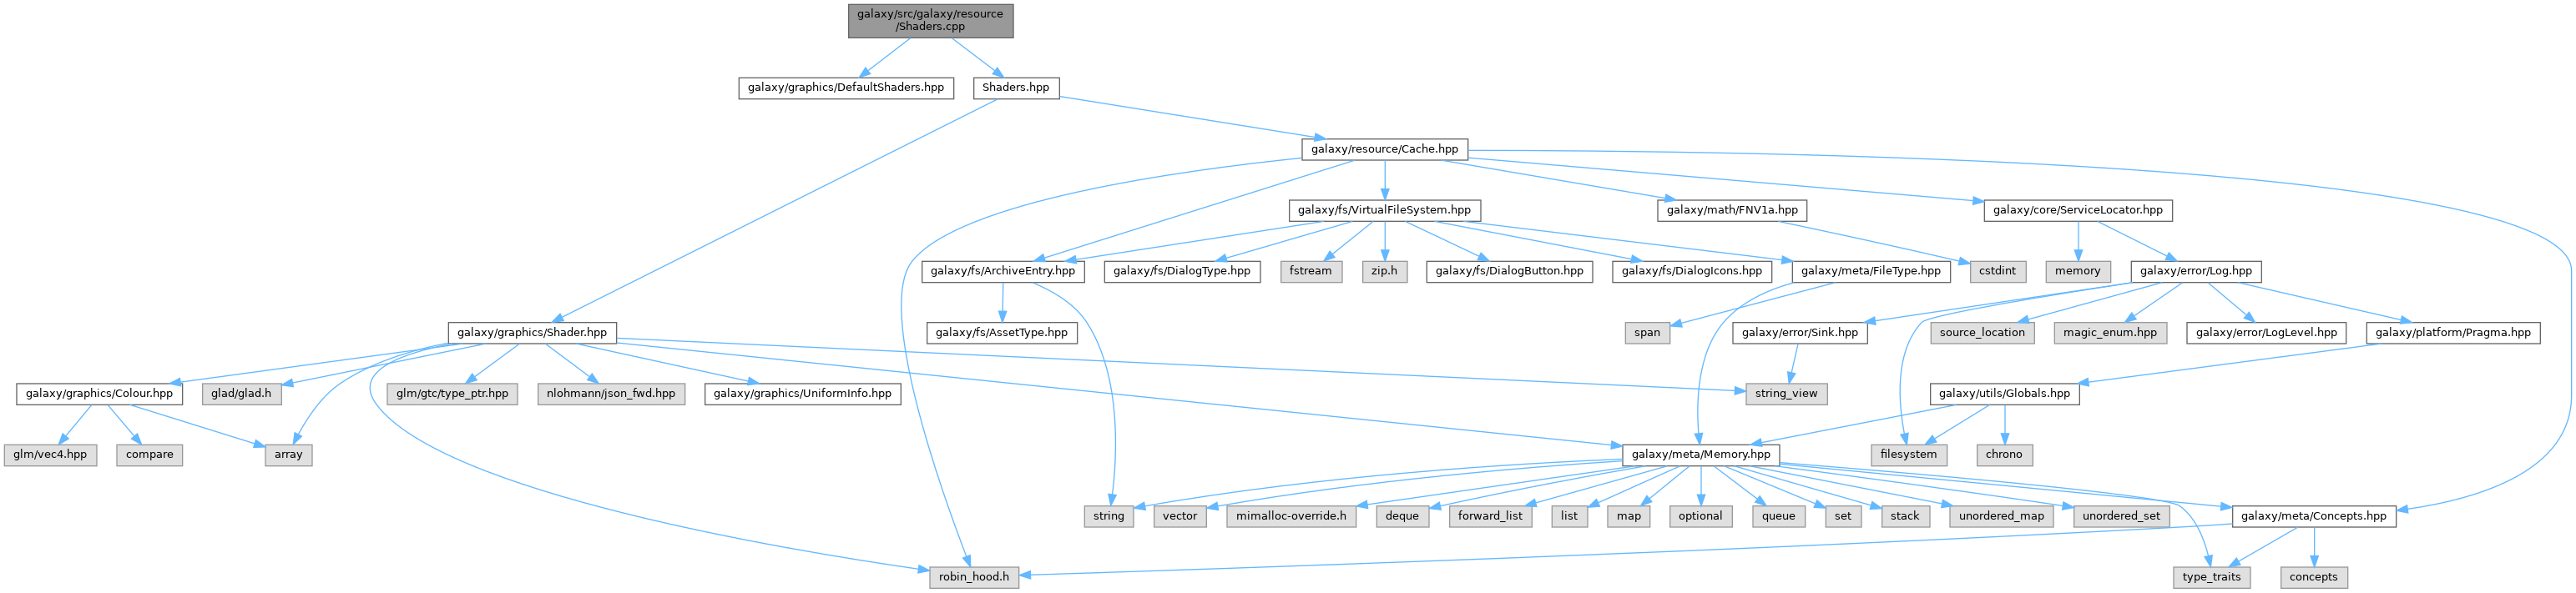 galaxy/src/galaxy/resource
/Shaders.cpp
galaxy/graphics/DefaultShaders.hpp
Shaders.hpp
galaxy/resource/Cache.hpp
galaxy/fs/VirtualFileSystem.hpp
galaxy/math/FNV1a.hpp
galaxy/core/ServiceLocator.hpp
galaxy/fs/ArchiveEntry.hpp
galaxy/fs/DialogType.hpp
fstream
zip.h
galaxy/fs/DialogButton.hpp
galaxy/fs/DialogIcons.hpp
galaxy/meta/FileType.hpp
cstdint
memory
galaxy/error/Log.hpp
galaxy/graphics/Shader.hpp
galaxy/fs/AssetType.hpp
span
galaxy/error/Sink.hpp
source_location
magic_enum.hpp
galaxy/error/LogLevel.hpp
galaxy/platform/Pragma.hpp
galaxy/graphics/Colour.hpp
glad/glad.h
glm/gtc/type_ptr.hpp
nlohmann/json_fwd.hpp
galaxy/graphics/UniformInfo.hpp
string_view
galaxy/utils/Globals.hpp
glm/vec4.hpp
compare
array
galaxy/meta/Memory.hpp
filesystem
chrono
string
vector
mimalloc-override.h
deque
forward_list
list
map
optional
queue
set
stack
unordered_map
unordered_set
galaxy/meta/Concepts.hpp
robin_hood.h
type_traits
concepts